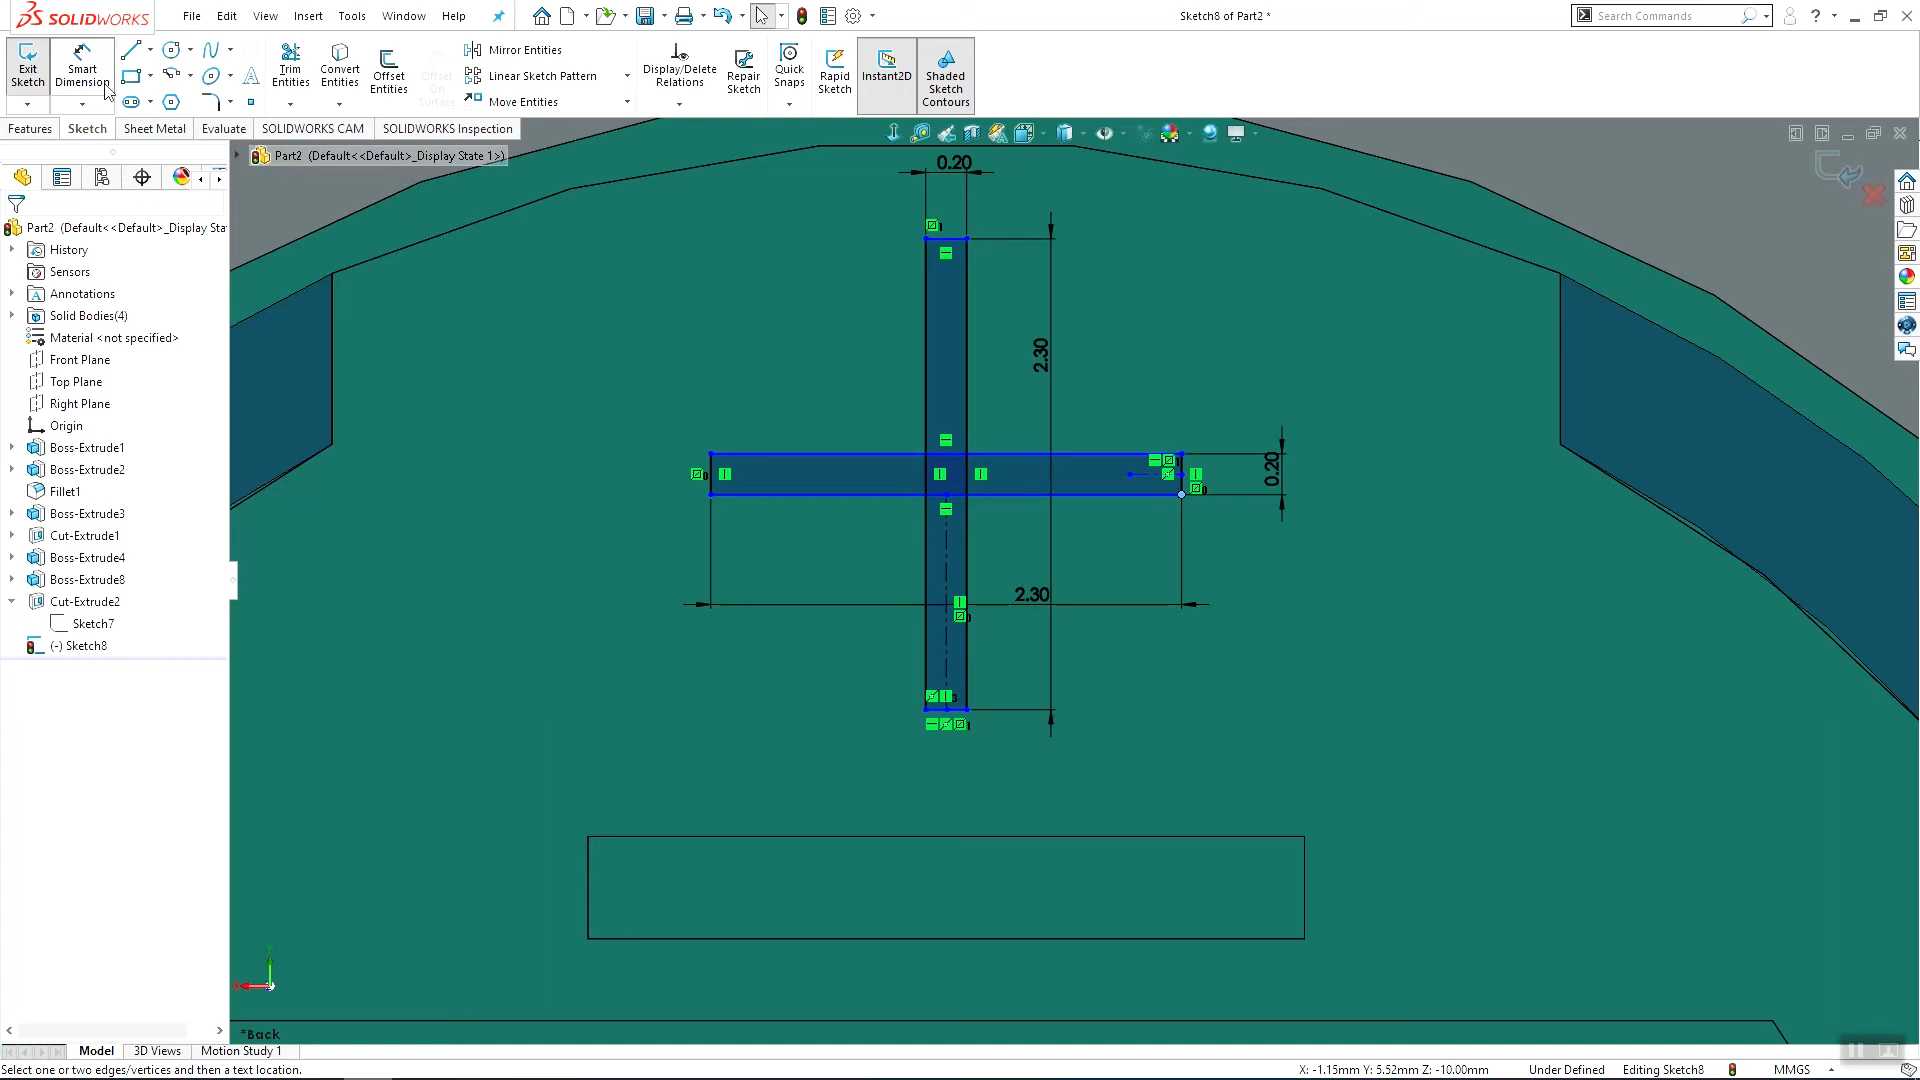 SOLIDWORKS File Edit View Insert Tools Window Help Sketch8 of Part2 * Search Commands ?
Exit Sketch
Smart Dimension
Trim Entities
Convert Entities
Offset Entities
Offset On Surface
Mirror Entities
Linear Sketch Pattern
Move Entities
Display/Delete Relations
Repair Sketch
Quick Snaps
Rapid Sketch
Instant2D
Shaded Sketch Contours
Features Sketch Sheet Metal Evaluate SOLIDWORKS CAM SOLIDWORKS Inspection
Part2 (Default<<Default>_Display State 1>)
Part2 (Default<<Default>_Display Sta
History
Sensors
Annotations
Solid Bodies(4)
Material <not specified>
Front Plane
Top Plane
Right Plane
Origin
Boss-Extrude1
Boss-Extrude2
Fillet1
Boss-Extrude3
Cut-Extrude1
Boss-Extrude4
Boss-Extrude8
Cut-Extrude2
Sketch7
(-) Sketch8
0.20
2.30
0.20
2.30
*Back
Model 3D Views Motion Study 1
Select one or two edges/vertices and then a text location. X: -1.15mm Y: 5.52mm Z: -10.00mm Under Defined Editing Sketch8 MMGS